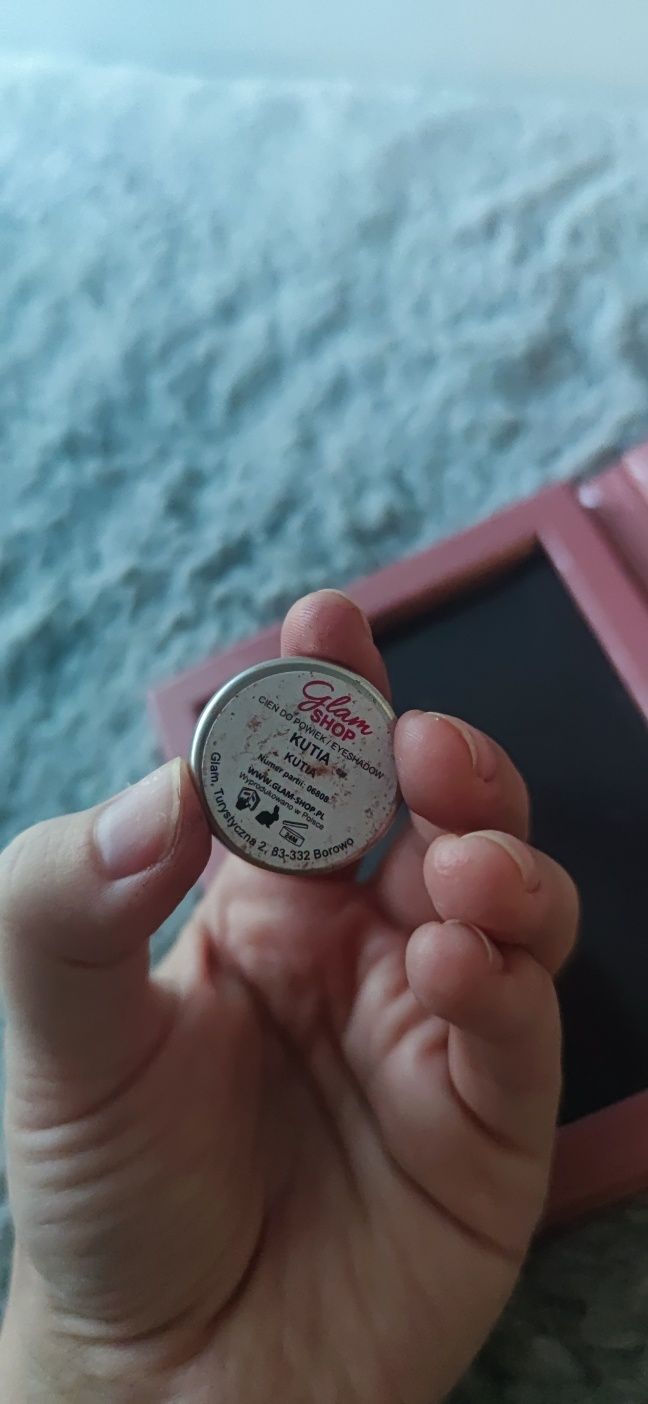 Glam
SHOP
CIEŃ DO POWIEK / EYESHADOW
KUTIA
KUTIA
Numer partii: 06808
WWW.GLAM-SHOP.PL
Wyprodukowano w Polsce
24M
Glam, Turystyczna 2, 83-332 Borowo